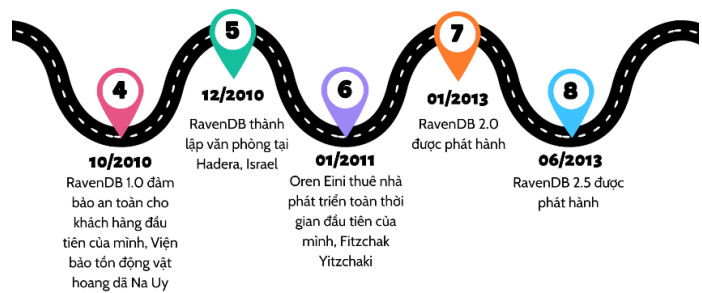 4
10/2010
RavenDB 1.0 đảm
bảo an toàn cho
khách hàng đầu
tiên của mình, Viện
bảo tồn động vật
hoang dã Na Uy
5
12/2010
RavenDB thành
lập văn phòng tại
Hadera, Israel
6
01/2011
Oren Eini thuê nhà
phát triển toàn thời
gian đầu tiên của
mình, Fitzchak
Yitzchaki
7
01/2013
RavenDB 2.0
được phát hành
8
06/2013
RavenDB 2.5 được
phát hành